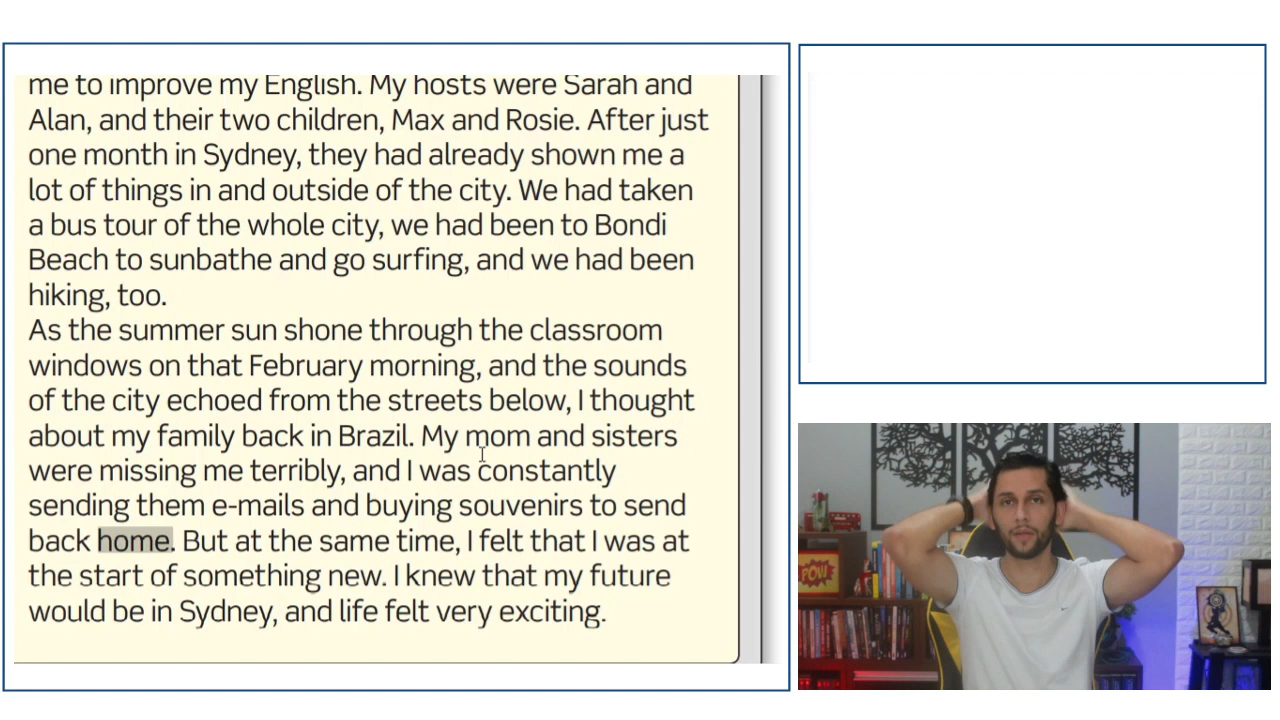 me to improve my English. My hosts were Sarah and
Alan, and their two children, Max and Rosie. After just
one month in Sydney, they had already shown me a
lot of things in and outside of the city. We had taken
a bus tour of the whole city, we had been to Bondi
Beach to sunbathe and go surfing, and we had been
hiking, too.
As the summer sun shone through the classroom
windows on that February morning, and the sounds
of the city echoed from the streets below, I thought
about my family back in Brazil. My mom and sisters
were missing me terribly, and I was constantly
sending them e-mails and buying souvenirs to send
back home. But at the same time, I felt that I was at
the start of something new. I knew that my future
would be in Sydney, and life felt very exciting.
POW